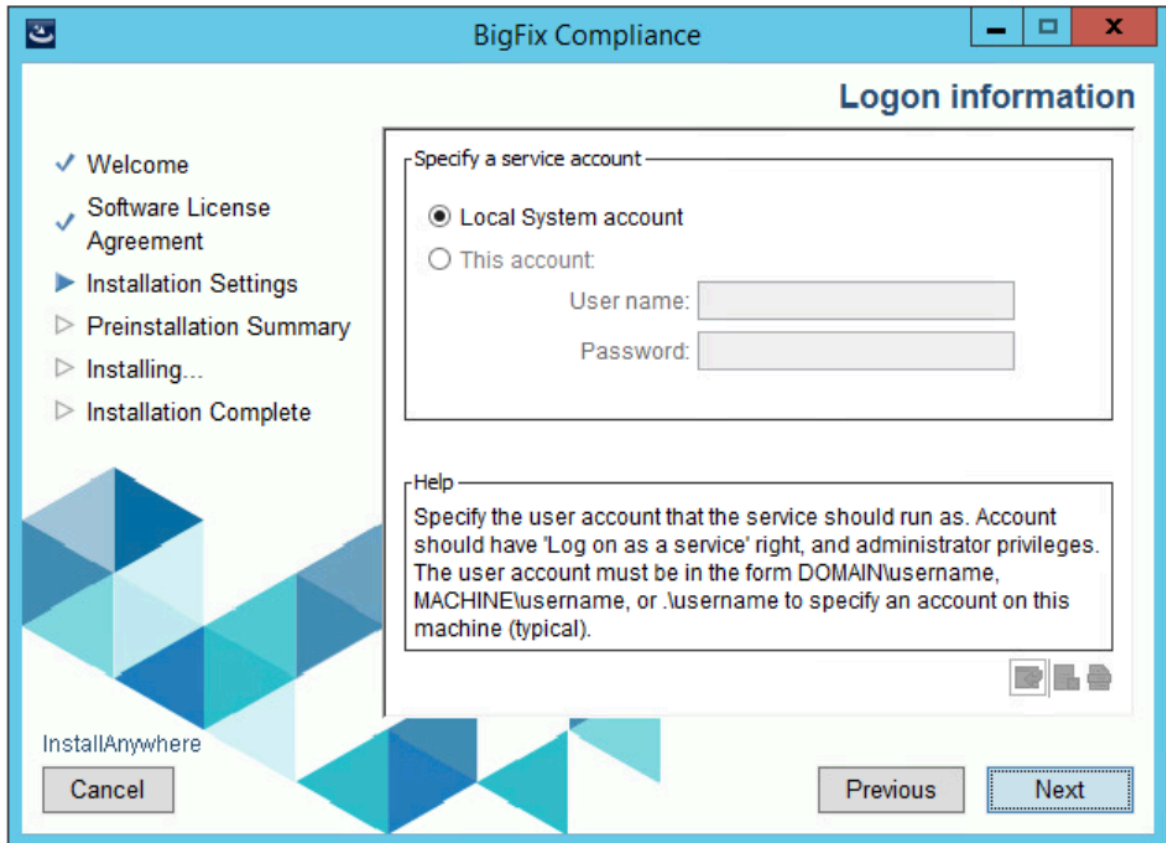 BigFix Compliance
Logon information
Welcome
Software License
Agreement
Installation Settings
Preinstallation Summary
Installing...
Installation Complete
Specify a service account
Local System account
This account:
User name:
Password:
Help
Specify the user account that the service should run as. Account
should have 'Log on as a service' right, and administrator privileges.
The user account must be in the form DOMAIN\username,
MACHINE\username, or .\username to specify an account on this
machine (typical).
InstallAnywhere
Cancel
Previous
Next